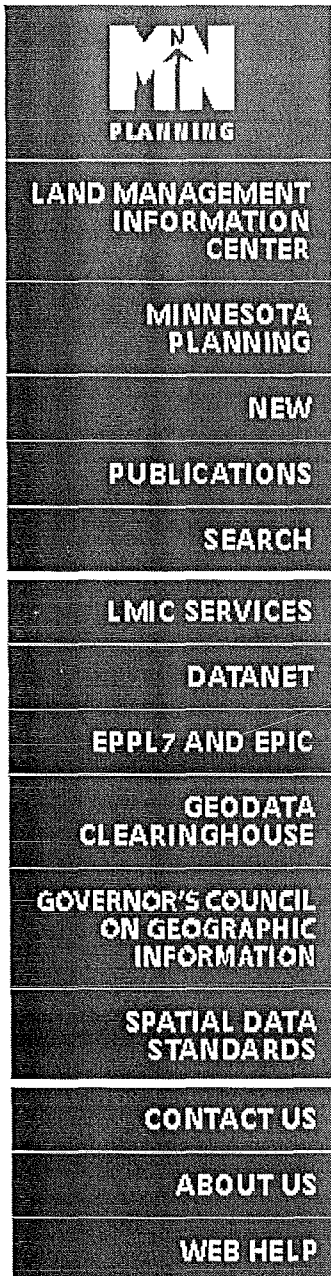 MN
PLANNING
LAND MANAGEMENT
INFORMATION
CENTER
MINNESOTA
PLANNING
NEW
PUBLICATIONS
SEARCH
LMIC SERVICES
DATANET
EPPL7 AND EPIC
GEODATA
CLEARINGHOUSE
GOVERNOR'S COUNCIL
ON GEOGRAPHIC
INFORMATION
SPATIAL DATA
STANDARDS
CONTACT US
ABOUT US
WEB HELP